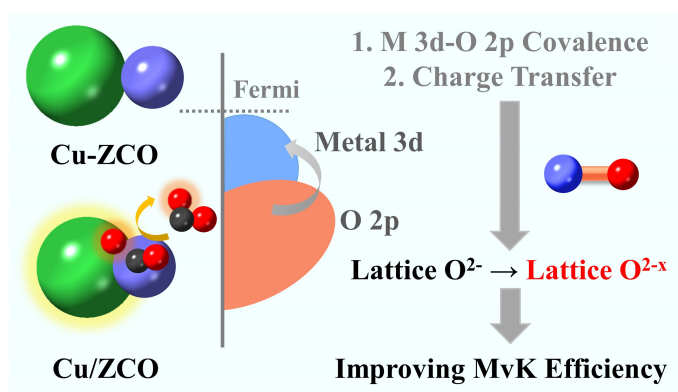 1. M 3d-O 2p Covalence
2. Charge Transfer
Fermi
Metal 3d
Cu-ZCO
O 2p
Lattice O²⁻ → Lattice O²⁻ˣ
Cu/ZCO
Improving MvK Efficiency